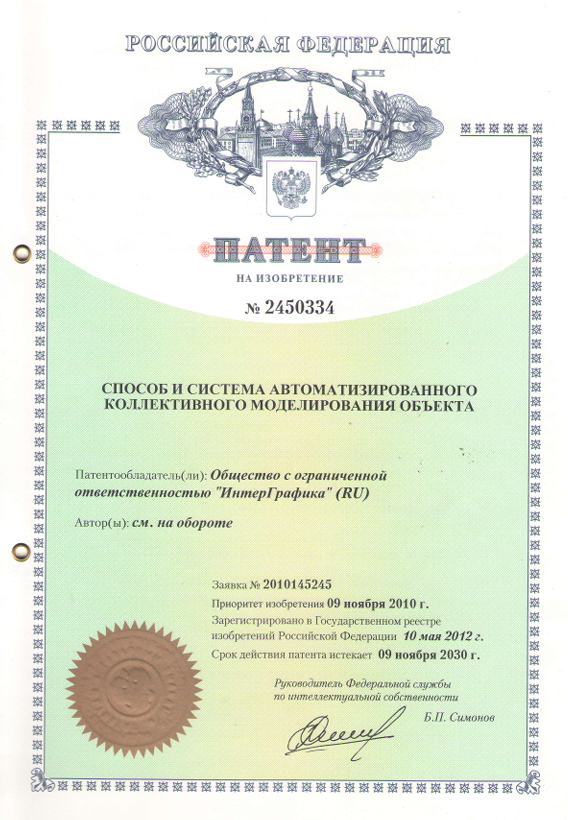 РОССИЙСКАЯ ФЕДЕРАЦИЯ
ПАТЕНТ
НА ИЗОБРЕТЕНИЕ
№ 2450334
СПОСОБ И СИСТЕМА АВТОМАТИЗИРОВАННОГО
КОЛЛЕКТИВНОГО МОДЕЛИРОВАНИЯ ОБЪЕКТА
Патентообладатель(ли): Общество с ограниченной
ответственностью "ИнтерГрафика" (RU)
Автор(ы): см. на обороте
Заявка № 2010145245
Приоритет изобретения 09 ноября 2010 г.
Зарегистрировано в Государственном реестре
изобретений Российской Федерации 10 мая 2012 г.
Срок действия патента истекает 09 ноября 2030 г.
Руководитель Федеральной службы
по интеллектуальной собственности
Б.П. Симонов